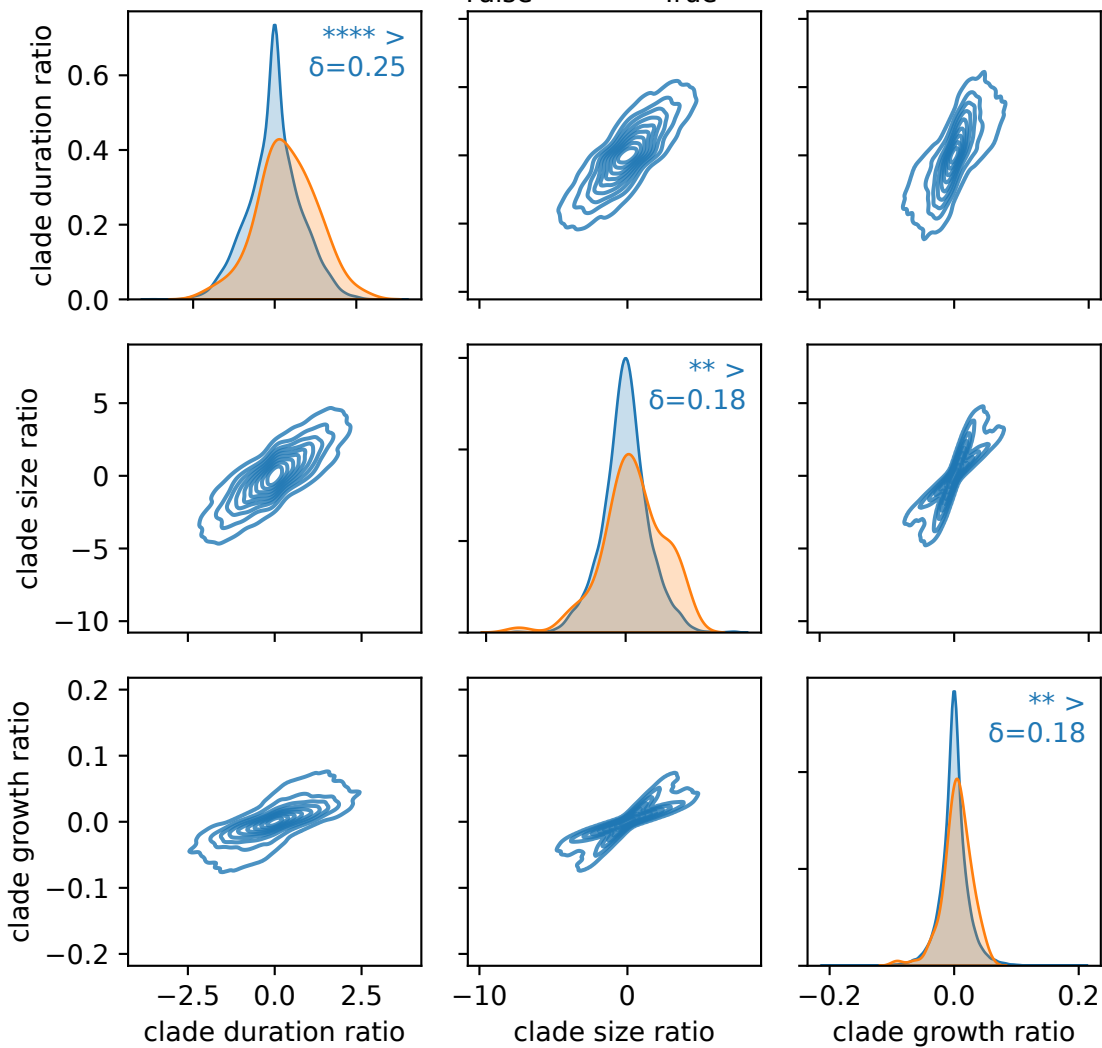 False True
clade duration ratio
0.6
0.4
0.2
0.0
**** >
δ=0.25
clade size ratio
5
0
−5
−10
** >
δ=0.18
clade growth ratio
0.2
0.1
0.0
−0.1
−0.2
** >
δ=0.18
−2.5 0.0 2.5
−10 0
−0.2 0.0 0.2
clade duration ratio
clade size ratio
clade growth ratio